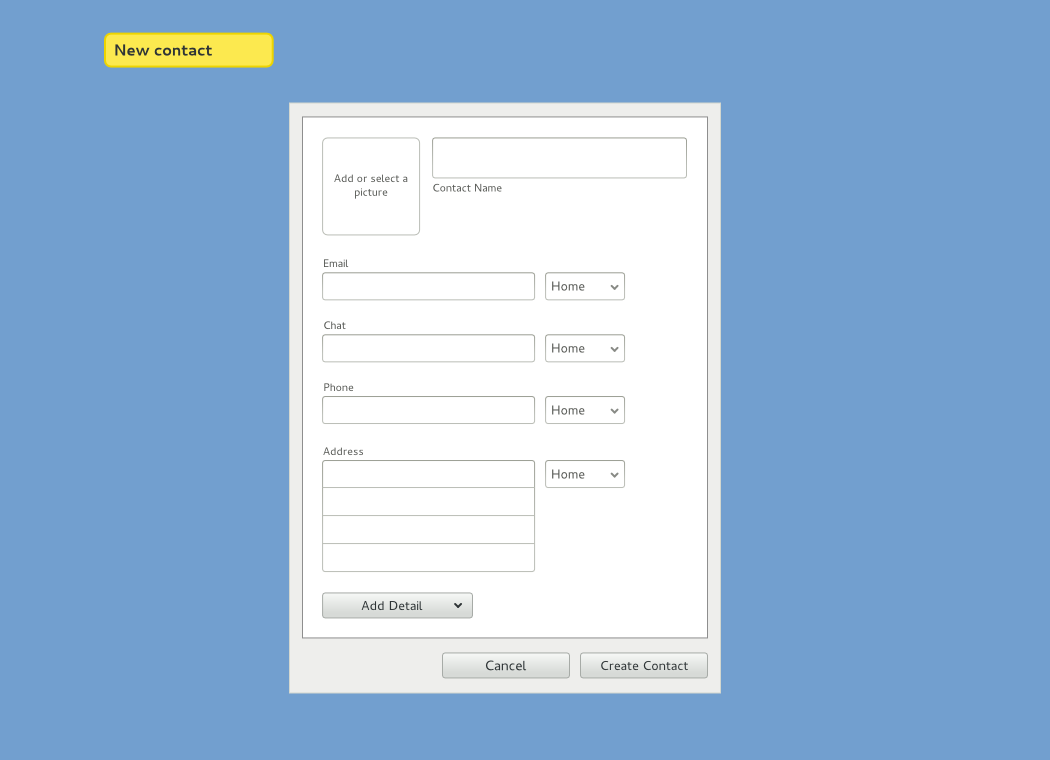 New contact
Add or select a
picture
Contact Name
Email
Home
Chat
Home
Phone
Home
Address
Home
Add Detail
Cancel
Create Contact